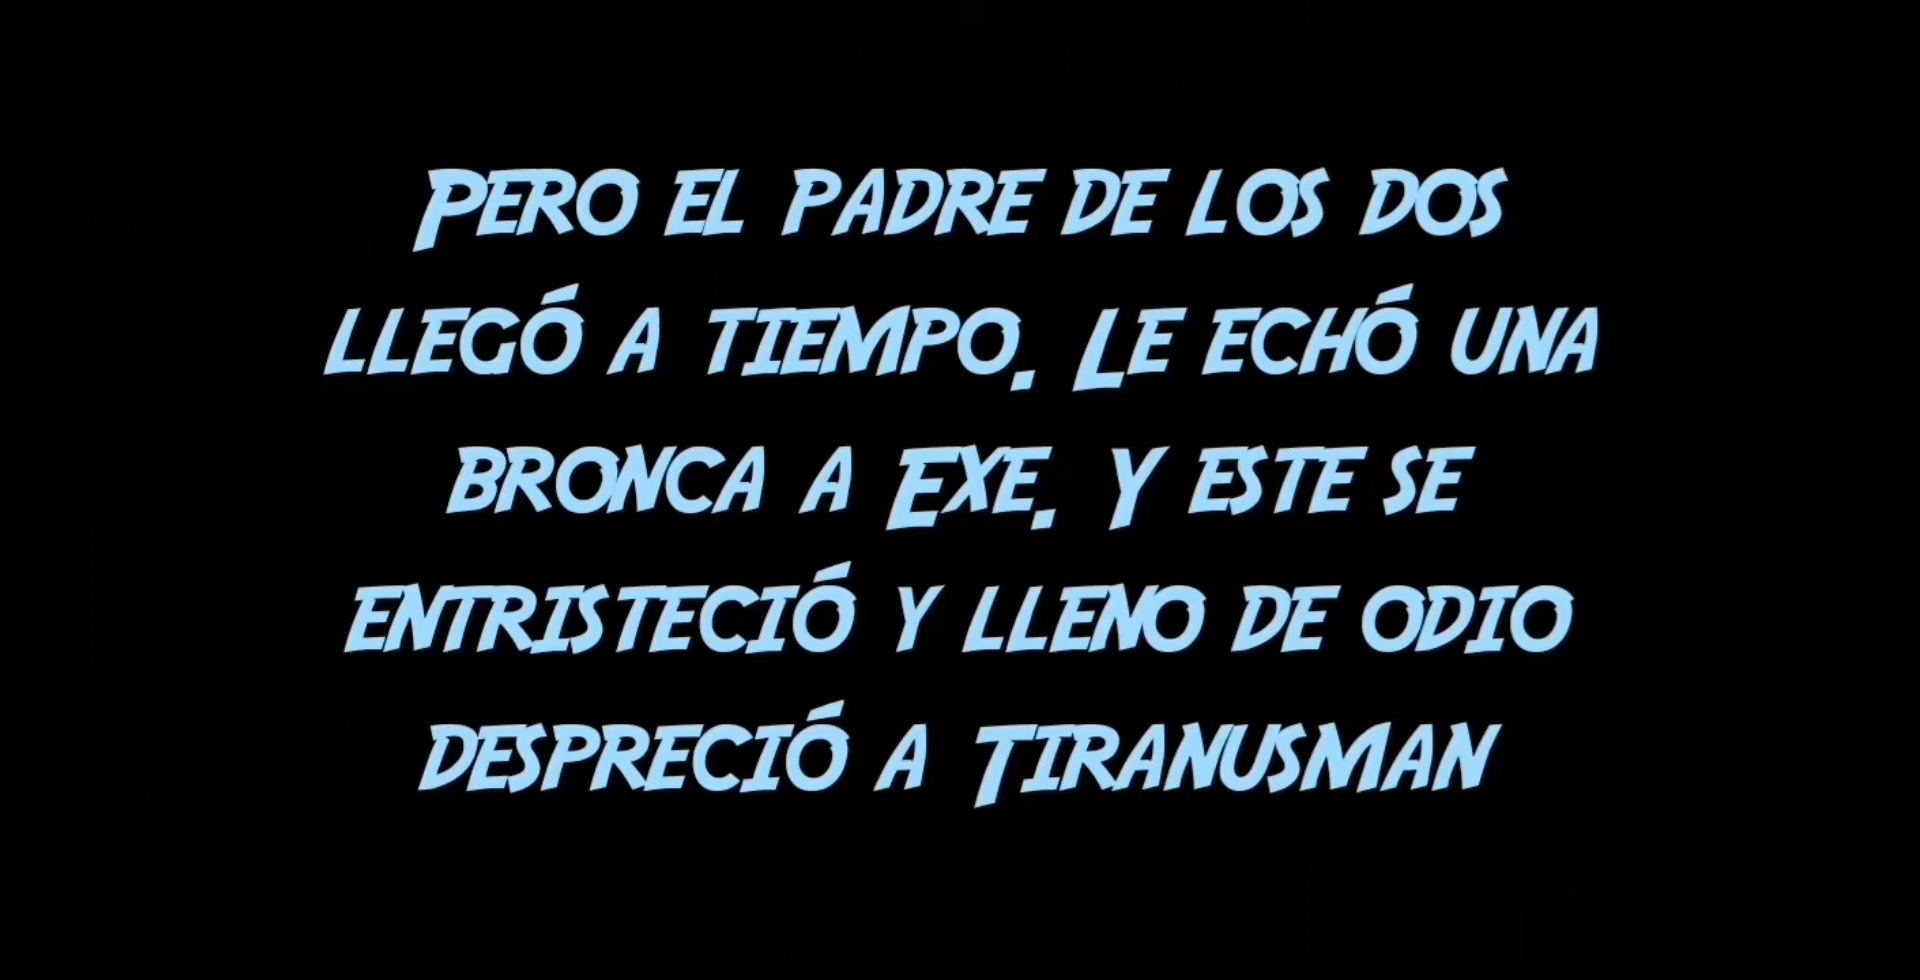 Pero el padre de los dos
llegó a tiempo. Le echó una
bronca a Exe. Y este se
entristeció y lleno de odio
despreció a Tiranusman